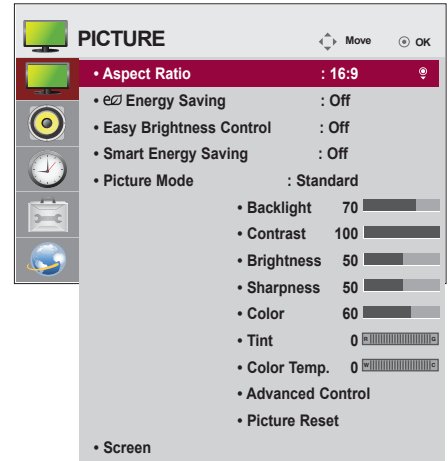 PICTURE Move OK
• Aspect Ratio : 16:9
• Energy Saving : Off
• Easy Brightness Control : Off
• Smart Energy Saving : Off
• Picture Mode : Standard
• Backlight 70
• Contrast 100
• Brightness 50
• Sharpness 50
• Color 60
• Tint 0 R G
• Color Temp. 0 W C
• Advanced Control
• Picture Reset
• Screen